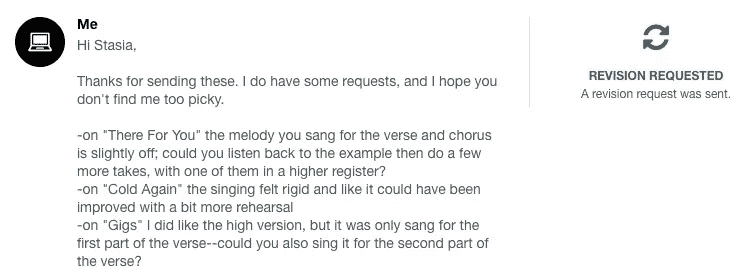 Me
Hi Stasia,
Thanks for sending these. I do have some requests, and I hope you
don't find me too picky.
-on "There For You" the melody you sang for the verse and chorus
is slightly off; could you listen back to the example then do a few
more takes, with one of them in a higher register?
-on "Cold Again" the singing felt rigid and like it could have been
improved with a bit more rehearsal
-on "Gigs" I did like the high version, but it was only sang for the
first part of the verse--could you also sing it for the second part of
the verse?
REVISION REQUESTED
A revision request was sent.